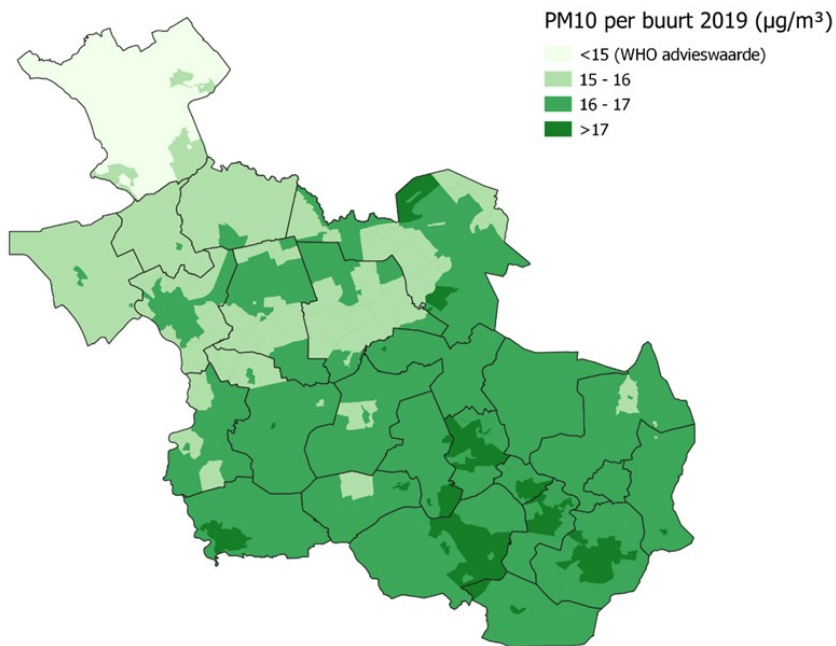 PM10 per buurt 2019 (µg/m³)
<15 (WHO advieswaarde)
15 - 16
16 - 17
>17